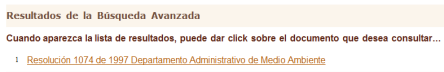 Resultados de la Búsqueda Avanzada
Cuando aparezca la lista de resultados, puede dar click sobre el documento que desea consultar...
1 Resolución 1074 de 1997 Departamento Administrativo de Medio Ambiente